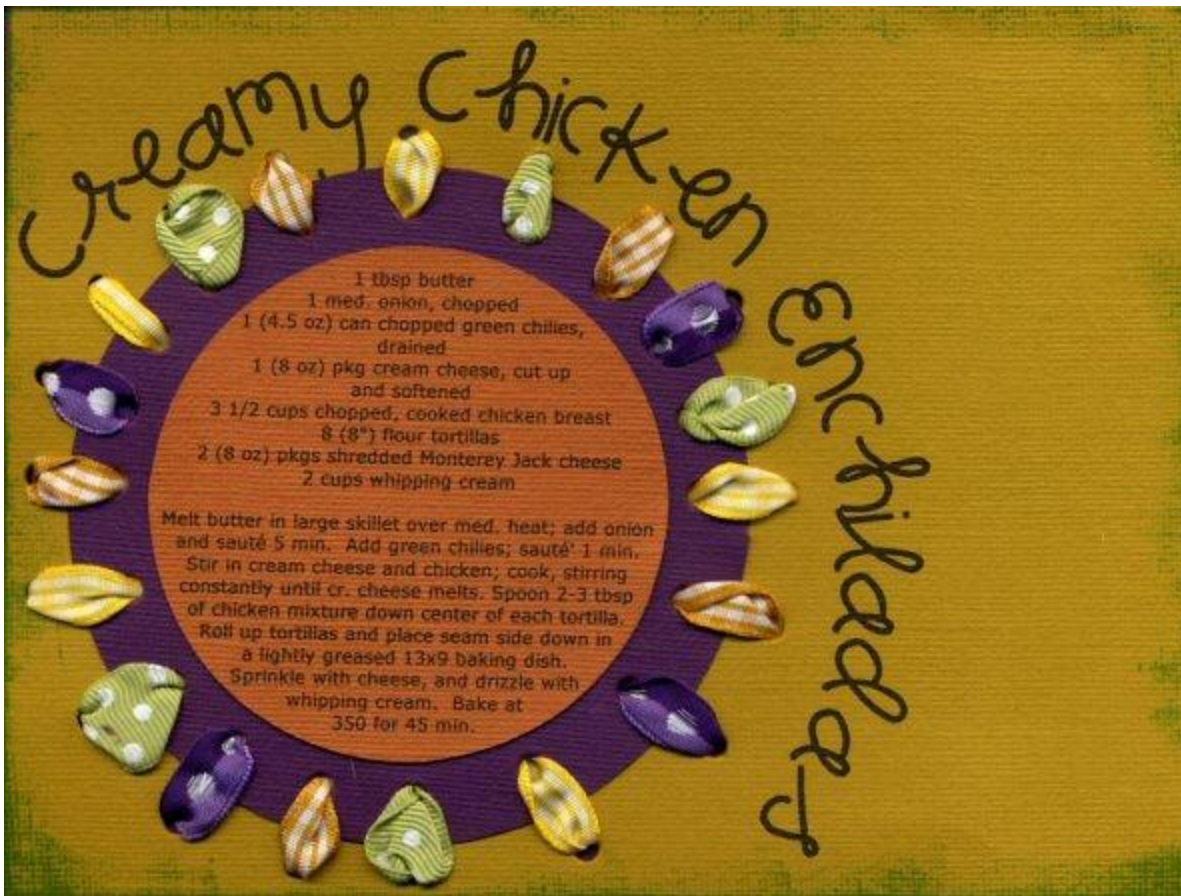 Creamy Chicken Enchiladas
1 tbsp butter
1 med. onion, chopped
1 (4.5 oz) can chopped green chilies,
drained
1 (8 oz) pkg cream cheese, cut up
and softened
3 1/2 cups chopped, cooked chicken breast
8 (8") flour tortillas
2 (8 oz) pkgs shredded Monterey Jack cheese
2 cups whipping cream
Melt butter in large skillet over med. heat; add onion
and sauté 5 min. Add green chilies; sauté' 1 min.
Stir in cream cheese and chicken; cook, stirring
constantly until cr. cheese melts. Spoon 2-3 tbsp
of chicken mixture down center of each tortilla.
Roll up tortillas and place seam side down in
a lightly greased 13x9 baking dish.
Sprinkle with cheese, and drizzle with
whipping cream. Bake at
350 for 45 min.